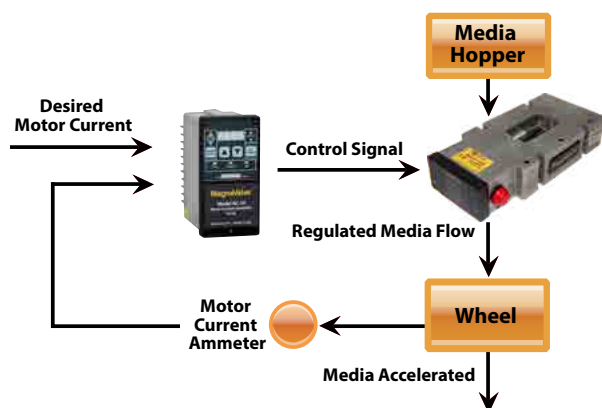 Media
Hopper
Desired
Motor Current
Control Signal
MagnaValve
Regulated Media Flow
Motor
Current
Ammeter
Wheel
Media Accelerated